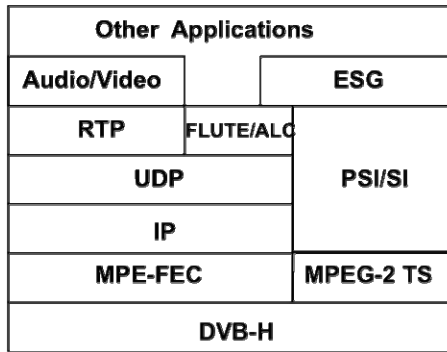 Other Applications
Audio/Video ESG
RTP FLUTE/ALC
UDP PSI/SI
IP
MPE-FEC MPEG-2 TS
DVB-H